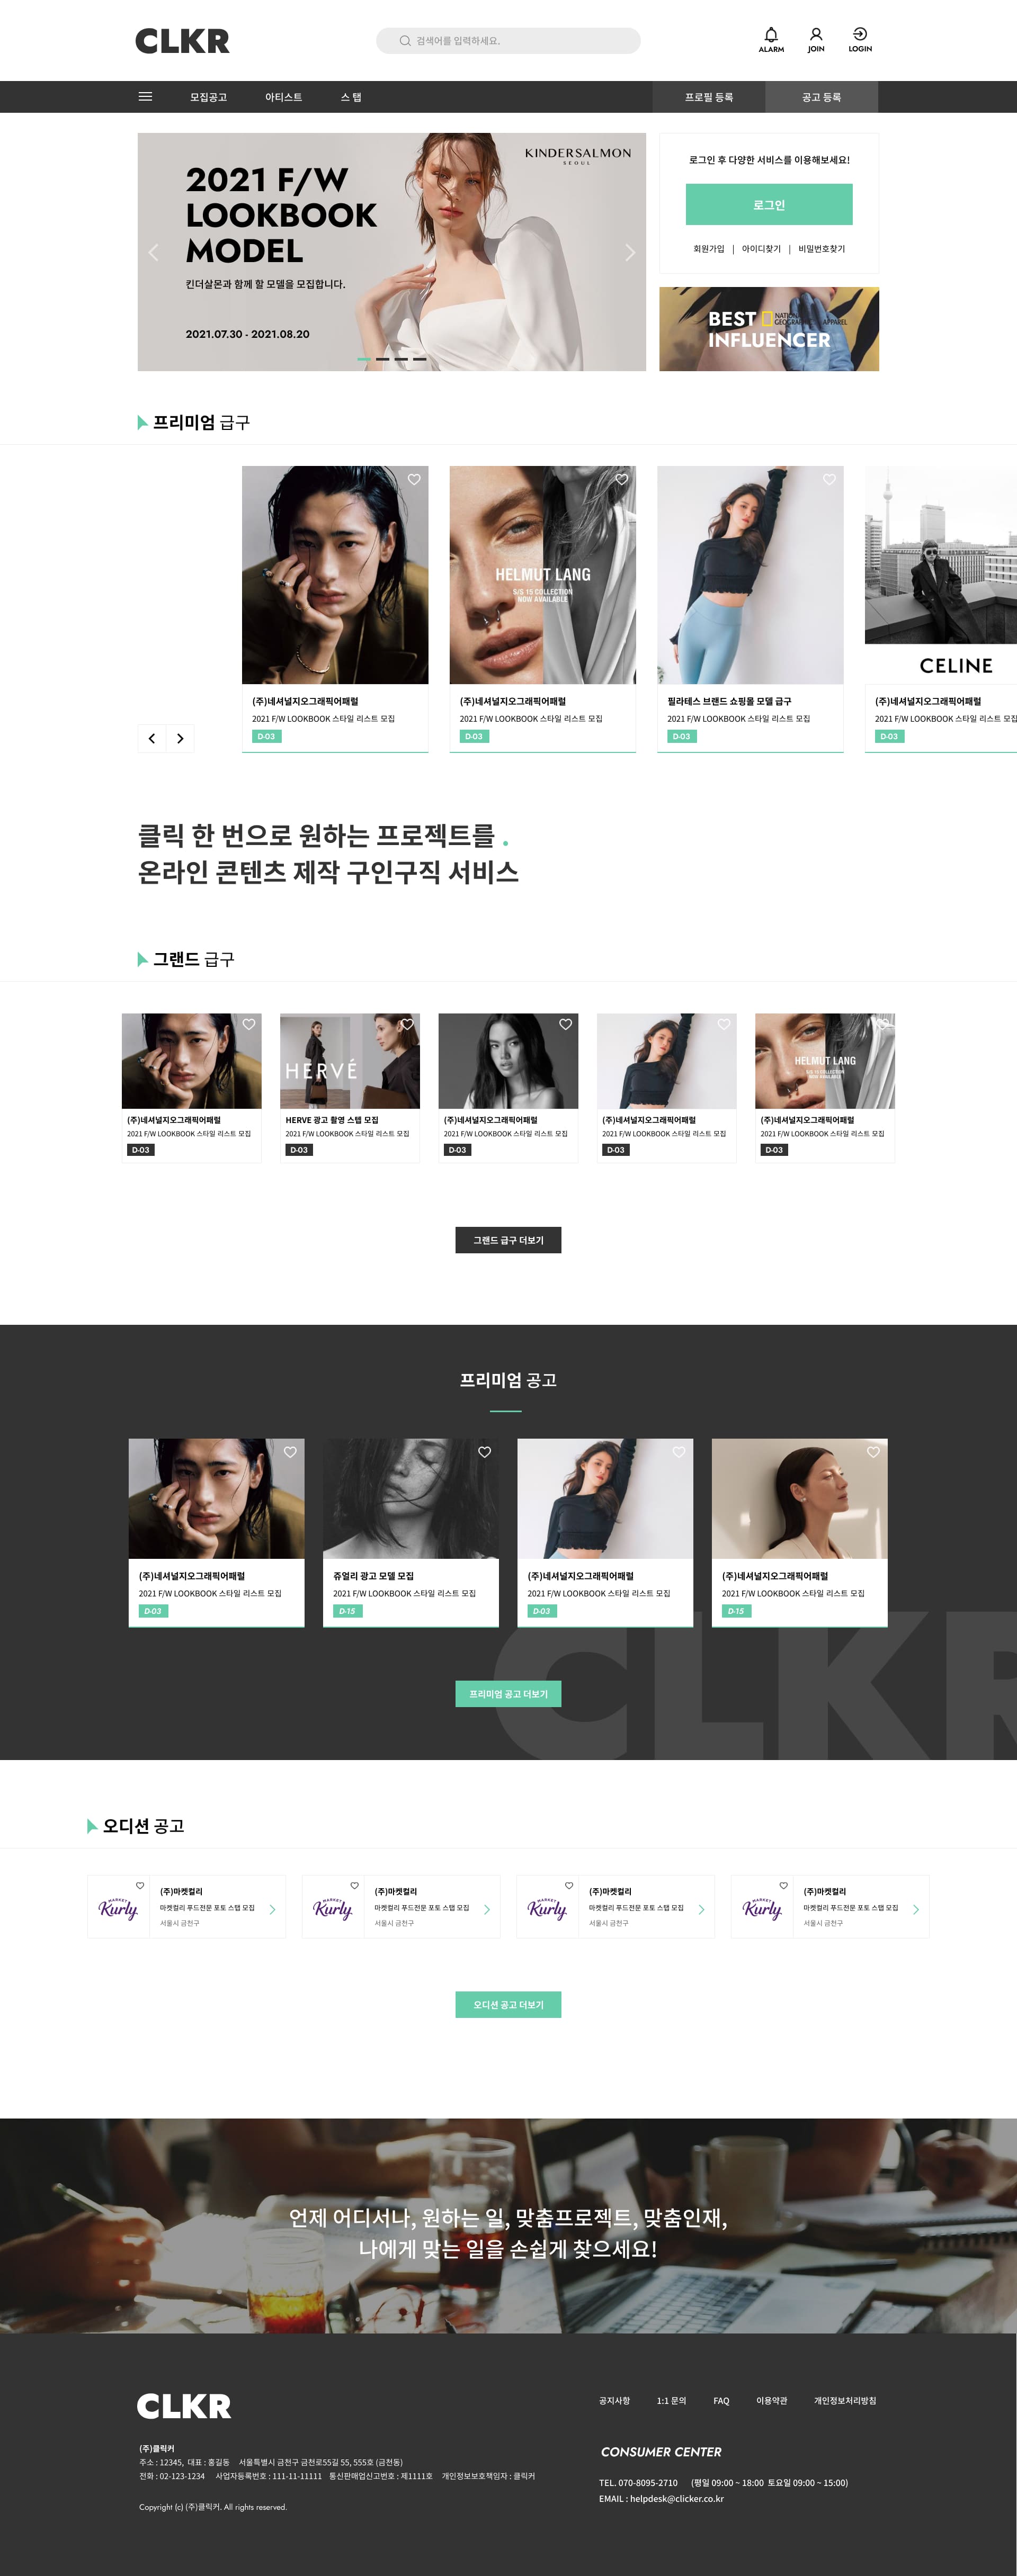 CLKR
검색어를 입력하세요.
ALARM
JOIN
LOGIN
모집공고
아티스트
스 탭
프로필 등록
공고 등록
KINDERSALMON
SEOUL
2021 F/W
LOOKBOOK
MODEL
킨더살몬과 함께 할 모델을 모집합니다.
2021.07.30 - 2021.08.20
로그인 후 다양한 서비스를 이용해보세요!
로그인
회원가입 | 아이디찾기 | 비밀번호찾기
BEST
NATIONAL
GEOGRAPHIC APPAREL
INFLUENCER
프리미엄 급구
HELMUT LANG
S/S 15 COLLECTION
NOW AVAILABLE
CELINE
(주)네셔널지오그래픽어패럴
2021 F/W LOOKBOOK 스타일 리스트 모집
D-03
(주)네셔널지오그래픽어패럴
2021 F/W LOOKBOOK 스타일 리스트 모집
D-03
필라테스 브랜드 쇼핑몰 모델 급구
2021 F/W LOOKBOOK 스타일 리스트 모집
D-03
(주)네셔널지오그래픽어패럴
2021 F/W LOOKBOOK 스타일 리스트 모집
D-03
클릭 한 번으로 원하는 프로젝트를 .
온라인 콘텐츠 제작 구인구직 서비스
그랜드 급구
HERVÉ
HELMUT LANG
S/S 15 COLLECTION
NOW AVAILABLE
(주)네셔널지오그래픽어패럴
2021 F/W LOOKBOOK 스타일 리스트 모집
D-03
HERVE 광고 촬영 스텝 모집
2021 F/W LOOKBOOK 스타일 리스트 모집
D-03
(주)네셔널지오그래픽어패럴
2021 F/W LOOKBOOK 스타일 리스트 모집
D-03
(주)네셔널지오그래픽어패럴
2021 F/W LOOKBOOK 스타일 리스트 모집
D-03
(주)네셔널지오그래픽어패럴
2021 F/W LOOKBOOK 스타일 리스트 모집
D-03
그랜드 급구 더보기
프리미엄 공고
(주)네셔널지오그래픽어패럴
2021 F/W LOOKBOOK 스타일 리스트 모집
D-03
쥬얼리 광고 모델 모집
2021 F/W LOOKBOOK 스타일 리스트 모집
D-15
(주)네셔널지오그래픽어패럴
2021 F/W LOOKBOOK 스타일 리스트 모집
D-03
(주)네셔널지오그래픽어패럴
2021 F/W LOOKBOOK 스타일 리스트 모집
D-15
CLKR
프리미엄 공고 더보기
오디션 공고
MARKET
Kurly
(주)마켓컬리
마켓컬리 푸드전문 포토 스탭 모집
서울시 금천구
MARKET
Kurly
(주)마켓컬리
마켓컬리 푸드전문 포토 스탭 모집
서울시 금천구
MARKET
Kurly
(주)마켓컬리
마켓컬리 푸드전문 포토 스탭 모집
서울시 금천구
MARKET
Kurly
(주)마켓컬리
마켓컬리 푸드전문 포토 스탭 모집
서울시 금천구
오디션 공고 더보기
언제 어디서나, 원하는 일, 맞춤프로젝트, 맞춤인재,
나에게 맞는 일을 손쉽게 찾으세요!
CLKR
(주)클릭커
주소 : 12345, 대표 : 홍길동 서울특별시 금천구 금천로55길 55, 555호 (금천동)
전화 : 02-123-1234 사업자등록번호 : 111-11-11111 통신판매업신고번호 : 제1111호 개인정보보호책임자 : 클릭커
Copyright (c) (주)클릭커. All rights reserved.
공지사항 1:1 문의 FAQ 이용약관 개인정보처리방침
CONSUMER CENTER
TEL. 070-8095-2710 (평일 09:00 ~ 18:00 토요일 09:00 ~ 15:00)
EMAIL : helpdesk@clicker.co.kr